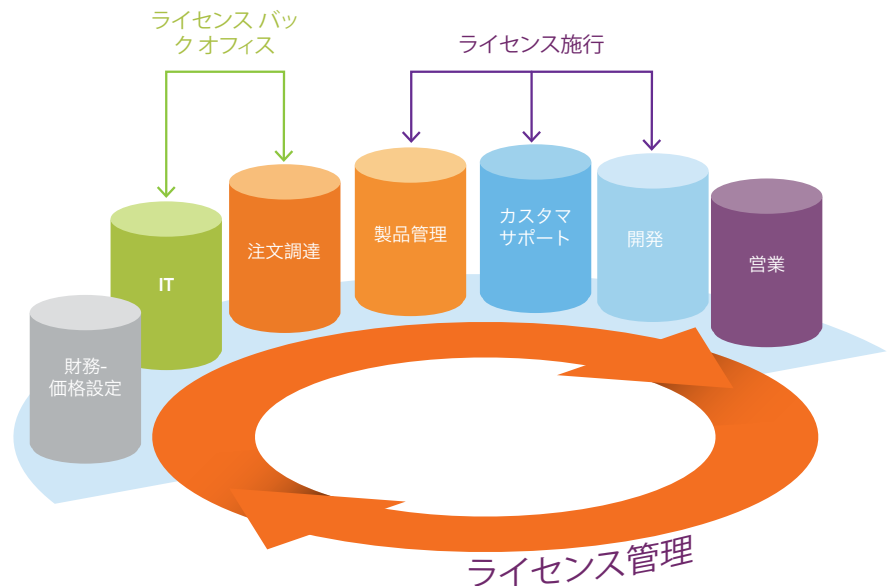 ライセンス バッ
ク オフィス
ライセンス施行
財務-
価格設定
IT
注文調達
製品管理
カスタマ
サポート
開発
営業
ライセンス管理